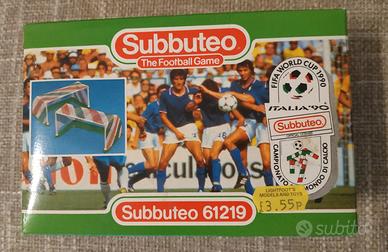 Subbuteo
The Football Game
FIFA WORLD CUP 1990
ITALIA '90
Subbuteo
CAMPIONATO MONDIALE DI CALCIO
LIGHTFOOT'S
MODELS AND TOYS
£3.55P
Subbuteo 61219
subito